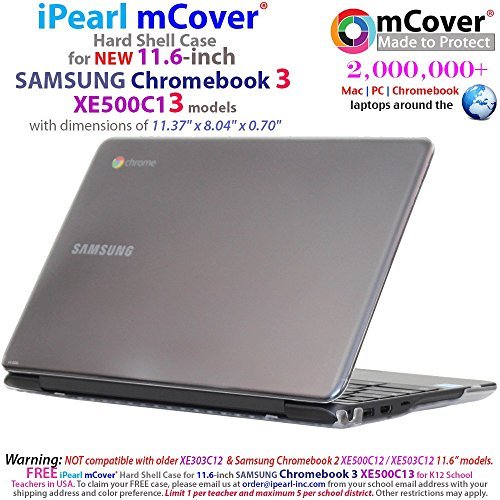 iPearl mCover®
Hard Shell Case
for NEW 11.6-inch
SAMSUNG Chromebook 3
XE500C13 models
with dimensions of 11.37" x 8.04" x 0.70"
mCover®
Made to Protect
2,000,000+
Mac | PC | Chromebook
laptops around the
chrome
SAMSUNG
Warning: NOT compatible with older XE303C12 & Samsung Chromebook 2 XE500C12 / XE503C12 11.6" models.
FREE iPearl mCover® Hard Shell Case for 11.6-inch SAMSUNG Chromebook 3 XE500C13 for K12 School
Teachers in USA. To claim your FREE case, please email us at order@ipearl-inc.com from your school email address with your
shipping address and color preference. Limit 1 per teacher and maximum 5 per school district. Other restrictions may apply